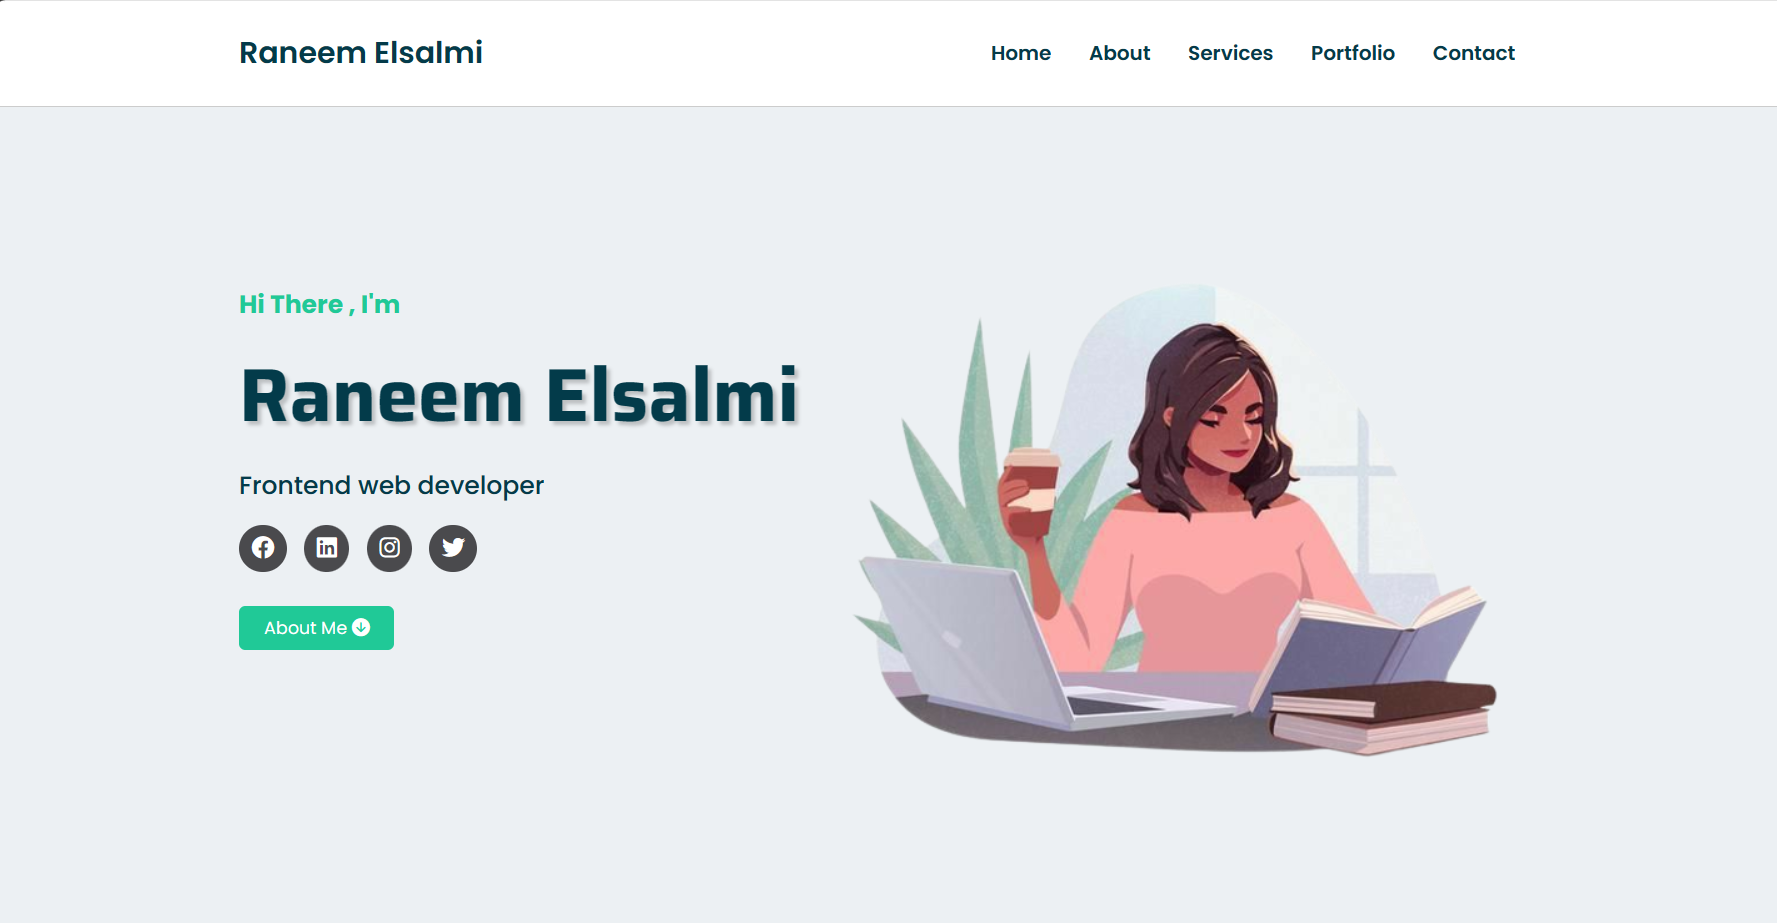 Raneem Elsalmi
Home About Services Portfolio Contact
Hi There , I'm
Raneem Elsalmi
Frontend web developer
About Me